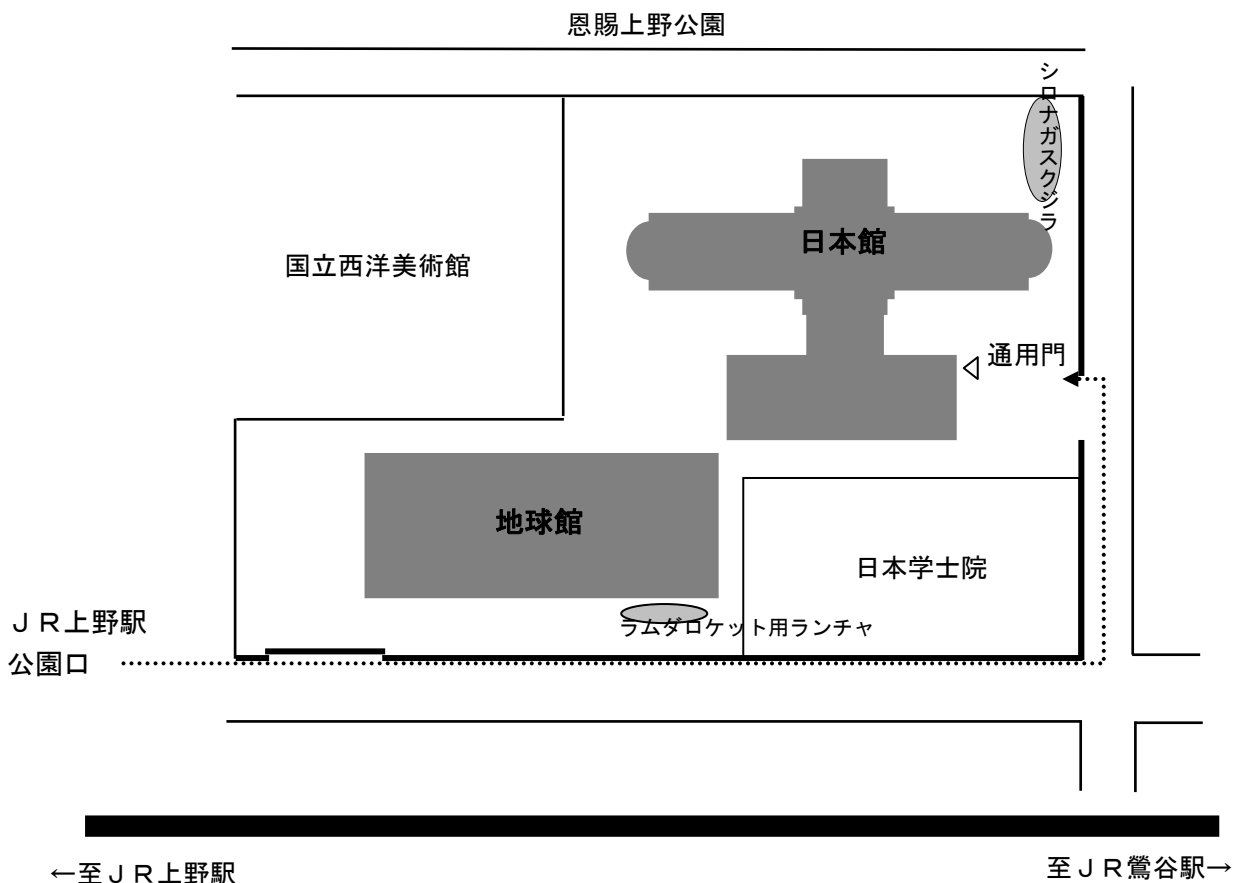 恩賜上野公園
シロナガスクジラ
日本館
国立西洋美術館
通用門
地球館
日本学士院
ＪＲ上野駅
公園口
ラムダロケット用ランチャ
←至ＪＲ上野駅
至ＪＲ鶯谷駅→